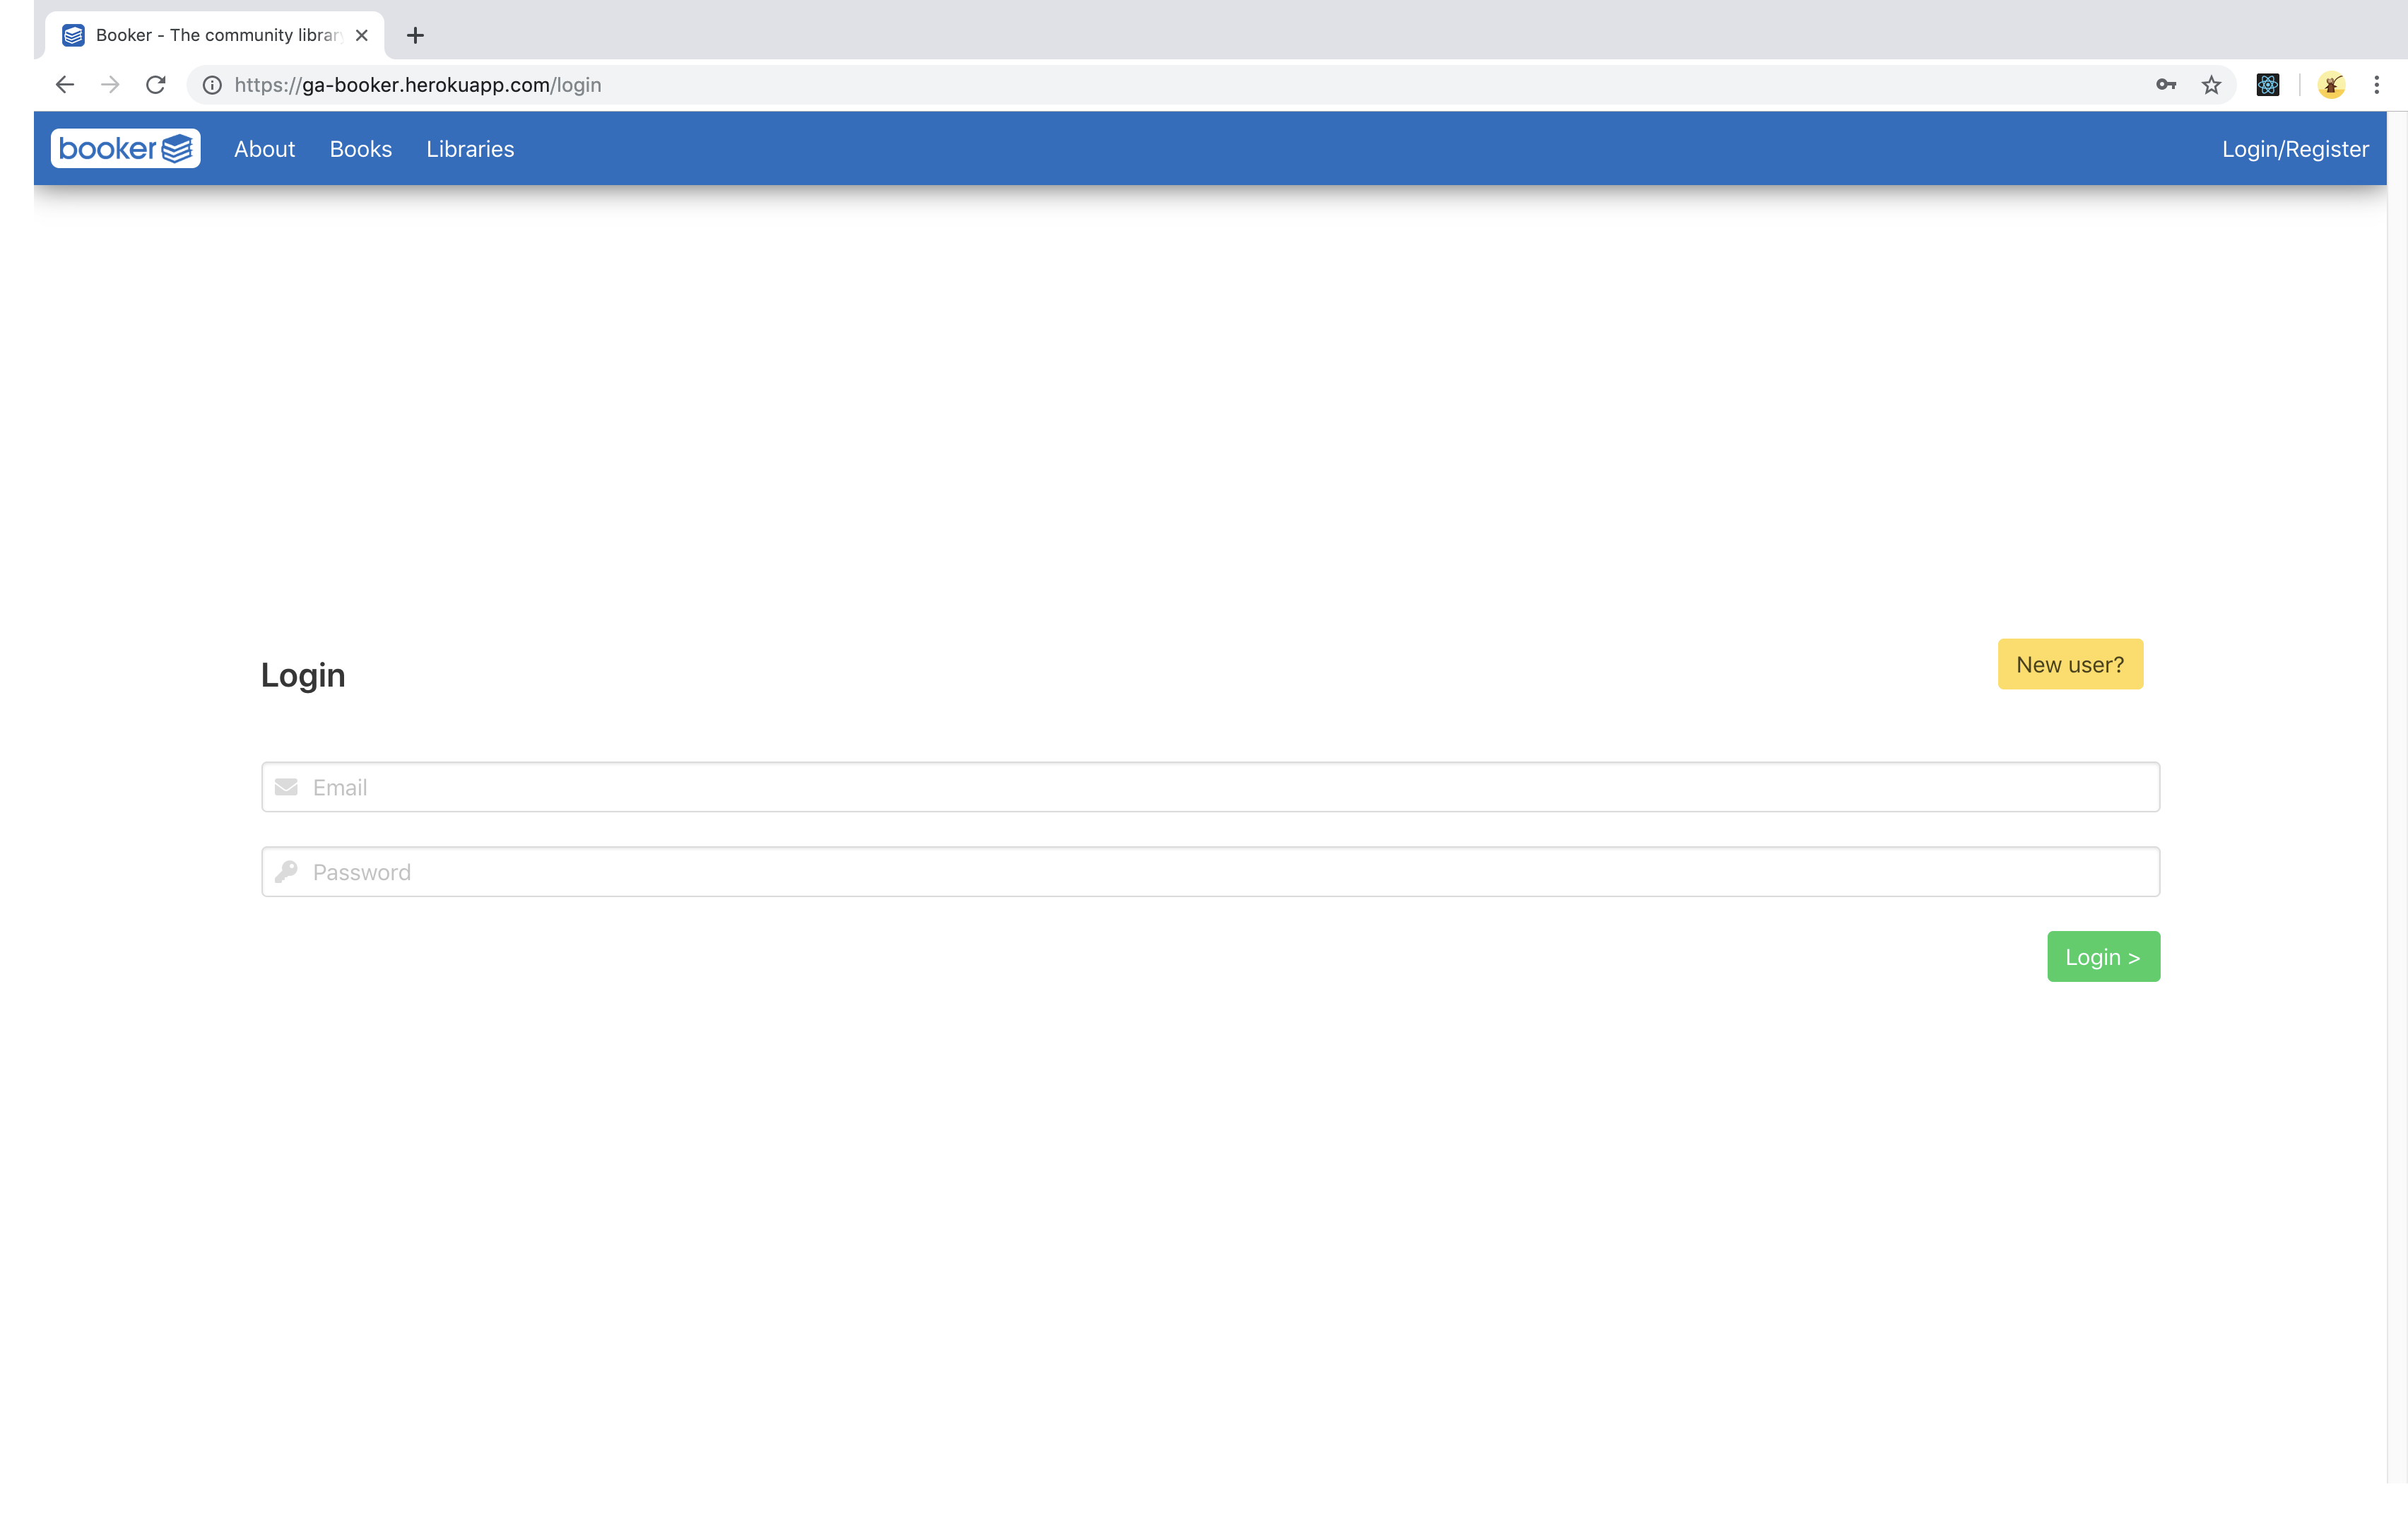 Booker - The community library
https://ga-booker.herokuapp.com/login
booker About Books Libraries Login/Register
Login New user?
Email
Password
Login >